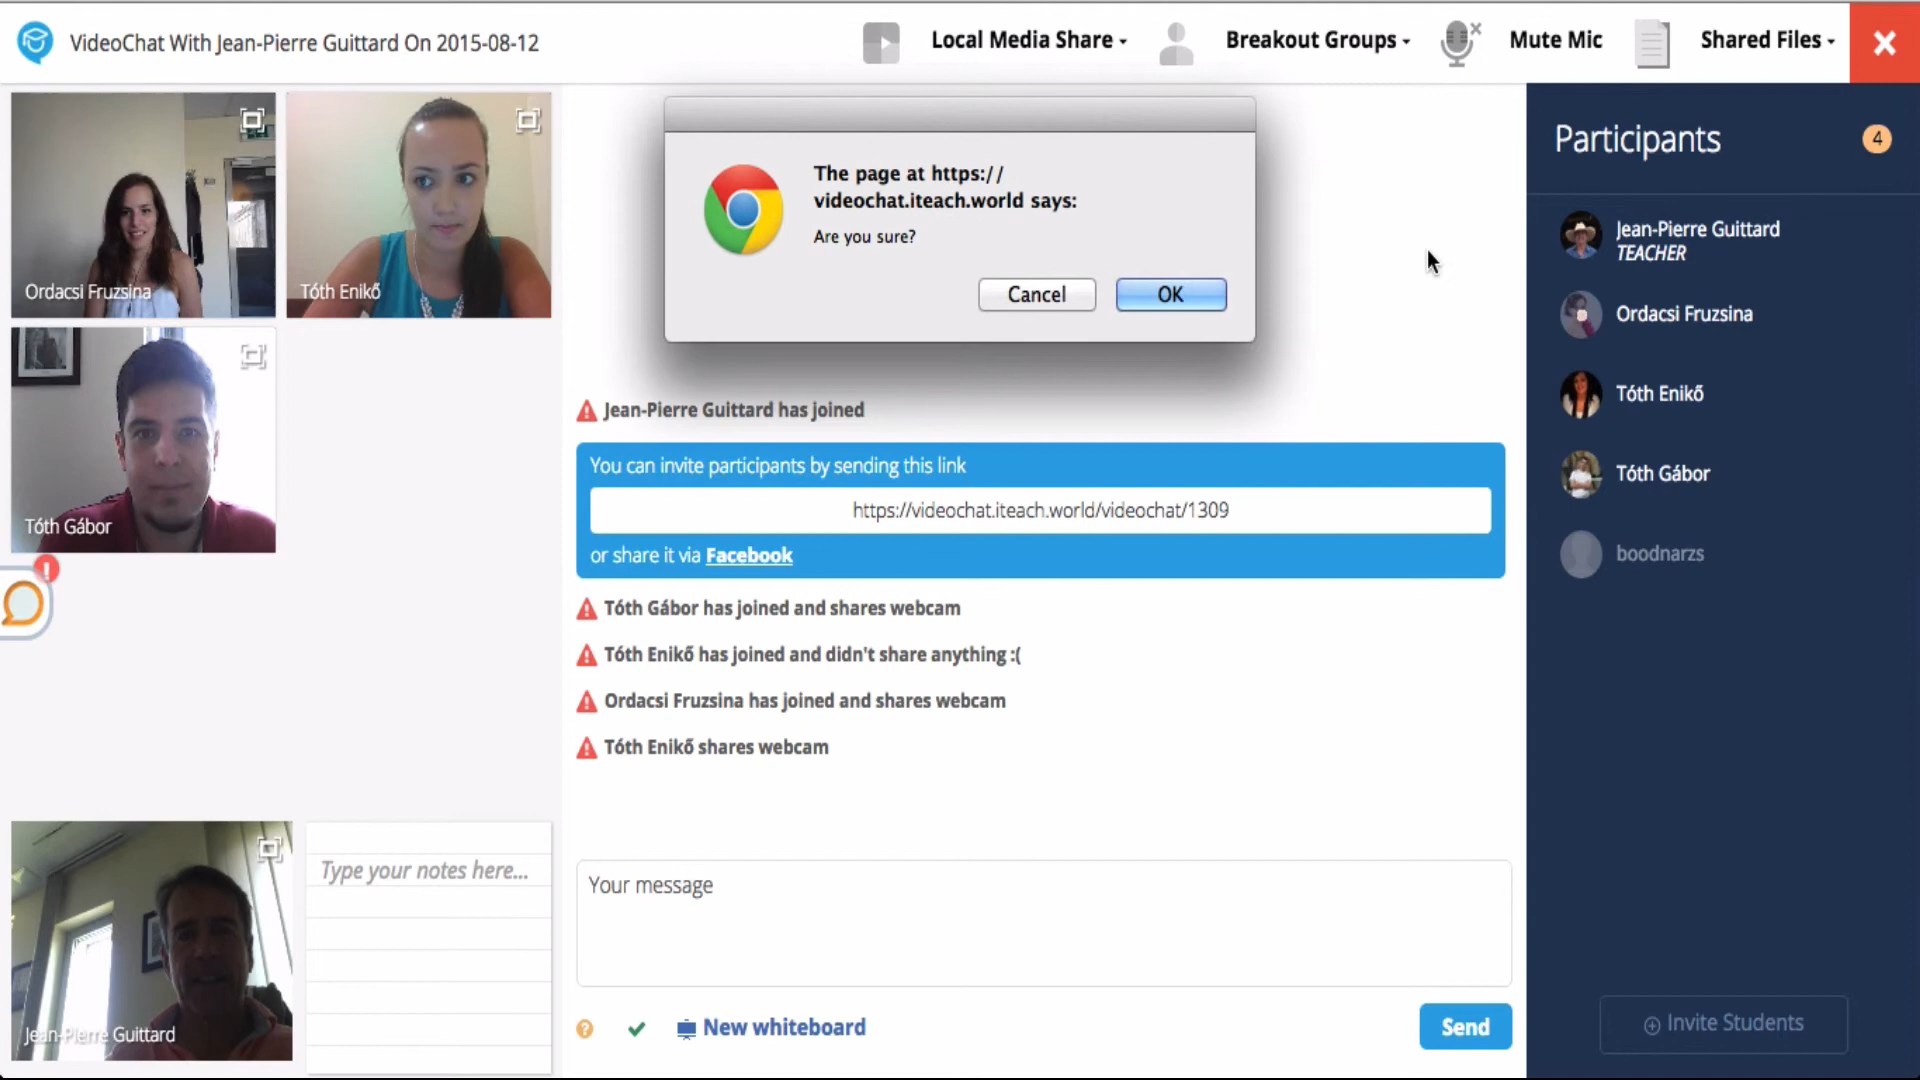 VideoChat With Jean-Pierre Guittard On 2015-08-12
Local Media Share
Breakout Groups
Mute Mic
Shared Files
Ordacsi Fruzsina
Tóth Enikő
Tóth Gábor
!
Jean-Pierre Guittard
Type your notes here...
The page at https://
videochat.iteach.world says:
Are you sure?
Cancel
OK
Jean-Pierre Guittard has joined
You can invite participants by sending this link
https://videochat.iteach.world/videochat/1309
or share it via Facebook
Tóth Gábor has joined and shares webcam
Tóth Enikő has joined and didn't share anything :(
Ordacsi Fruzsina has joined and shares webcam
Tóth Enikő shares webcam
Your message
New whiteboard
Send
Participants
4
Jean-Pierre Guittard
TEACHER
Ordacsi Fruzsina
Tóth Enikő
Tóth Gábor
boodnarzs
Invite Students